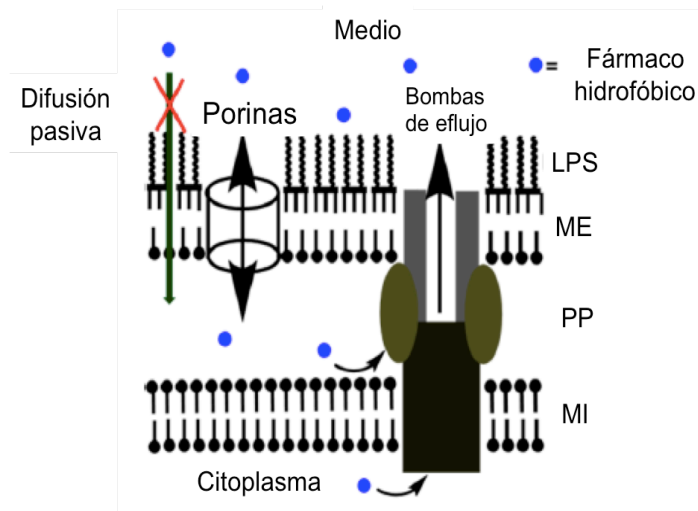 Medio
= Fármaco
hidrofóbico
Difusión
pasiva
Porinas
Bombas
de eflujo
LPS
ME
PP
MI
Citoplasma